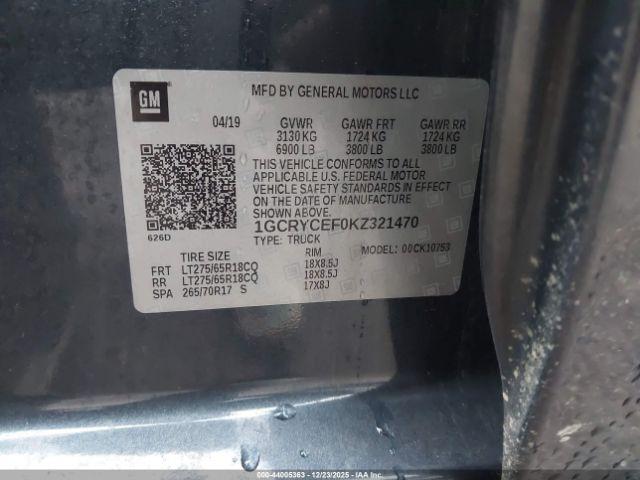 GM
MFD BY GENERAL MOTORS LLC
04/19 GVWR GAWR FRT GAWR RR
3130 KG 1724 KG 1724 KG
6900 LB 3800 LB 3800 LB
THIS VEHICLE CONFORMS TO ALL
APPLICABLE U.S. FEDERAL MOTOR
VEHICLE SAFETY STANDARDS IN EFFECT
ON THE DATE OF MANUFACTURE
SHOWN ABOVE.
1GCRYCEF0KZ321470
626D TYPE: TRUCK MODEL: 00CK10753
TIRE SIZE RIM
FRT LT275/65R18CQ 18X8.5J
RR LT275/65R18CQ 18X8.5J
SPA 265/70R17 S 17X8J
© IAA - 44005363 - 12/23/2025 - IAAI.COM